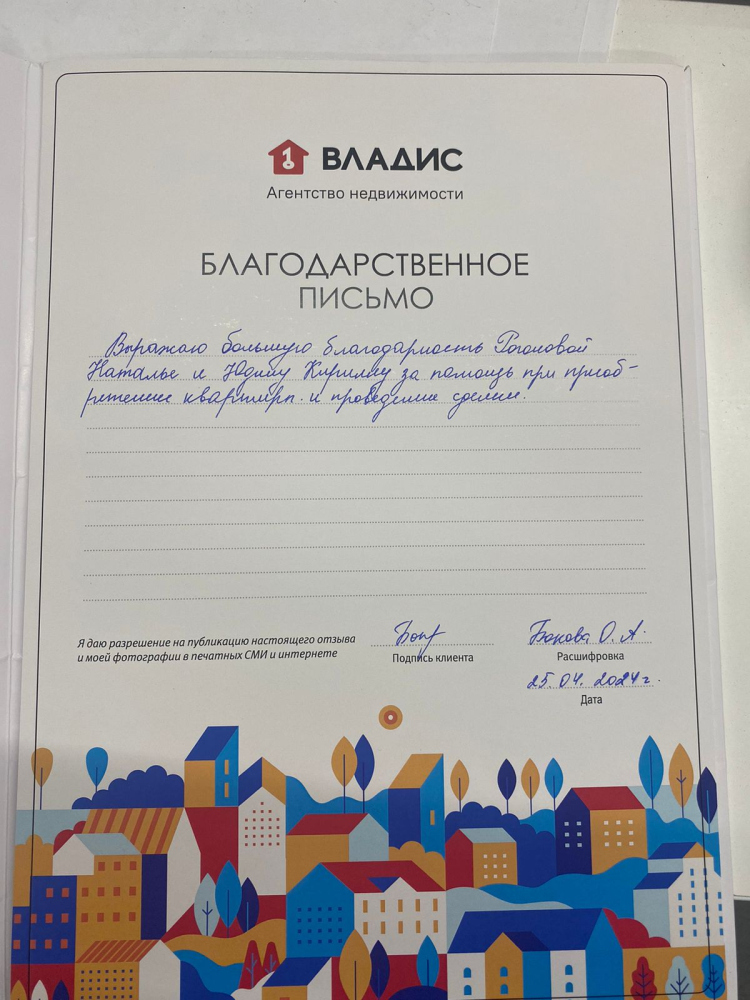 ВЛАДИС
Агентство недвижимости
БЛАГОДАРСТВЕННОЕ
ПИСЬМО
Выражаю большую благодарность
Наталье и Юдину Кириллу за помощь при приоб-
ретении квартиры. и проведении сделки.
Я даю разрешение на публикацию настоящего отзыва
и моей фотографии в печатных СМИ и интернете
Подпись клиента
Бокова О. А.
Расшифровка
25. 04. 2024 г.
Дата